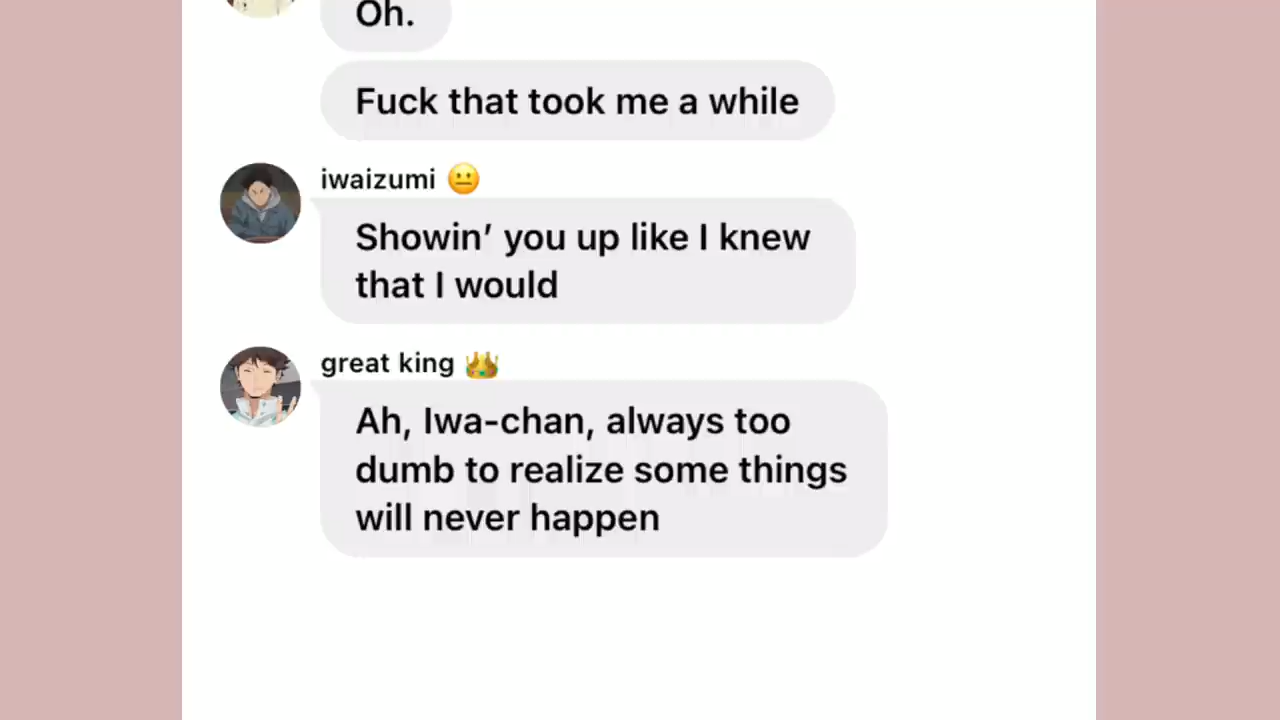 Oh.
Fuck that took me a while
iwaizumi 😐
Showin’ you up like I knew
that I would
great king 👑
Ah, Iwa-chan, always too
dumb to realize some things
will never happen